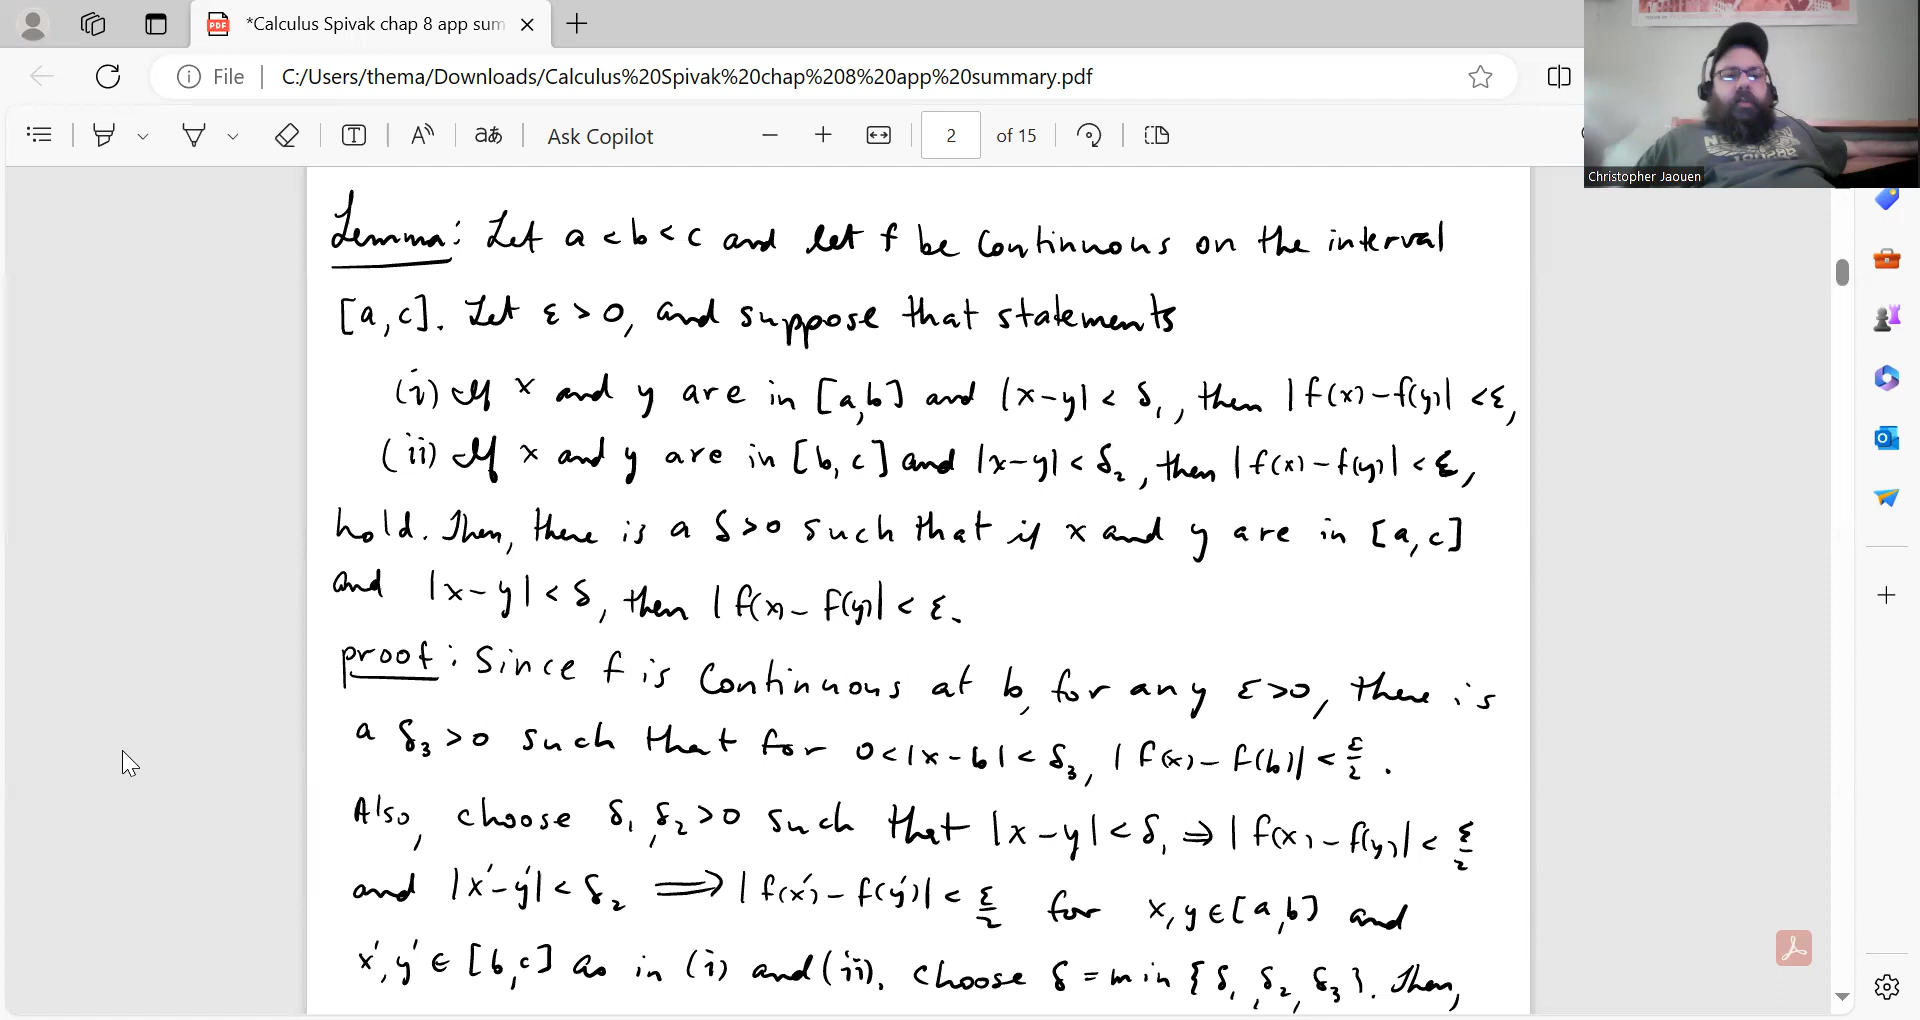 *Calculus Spivak chap 8 app sum
File
C:/Users/thema/Downloads/Calculus%20Spivak%20chap%208%20app%20summary.pdf
Ask Copilot
2 of 15
Christopher Jaouen
Lemma: Let a < b < c and let f be continuous on the interval
[a, c]. Let ε > 0, and suppose that statements
(i) If x and y are in [a,b] and |x-y| < δ₁, then |f(x)-f(y)| < ε,
(ii) If x and y are in [b, c] and |x-y| < δ₂, then |f(x)-f(y)| < ε,
hold. Then, there is a δ>0 such that if x and y are in [a, c]
and |x-y| < δ, then |f(x)-f(y)| < ε.
proof: Since f is continuous at b, for any ε>0, there is
a δ₃ >0 such that for 0<|x-b| < δ₃, |f(x)-f(b)| < ε/2.
Also, choose δ₁, δ₂ >0 such that |x-y| < δ₁ ⇒ |f(x)-f(y)| < ε/2
and |x'-y'| < δ₂ ⟹ |f(x')-f(y')| < ε/2 for x, y ∈ [a,b] and
x', y' ∈ [b,c] as in (i) and (ii). Choose δ = min {δ₁, δ₂, δ₃}. Then,